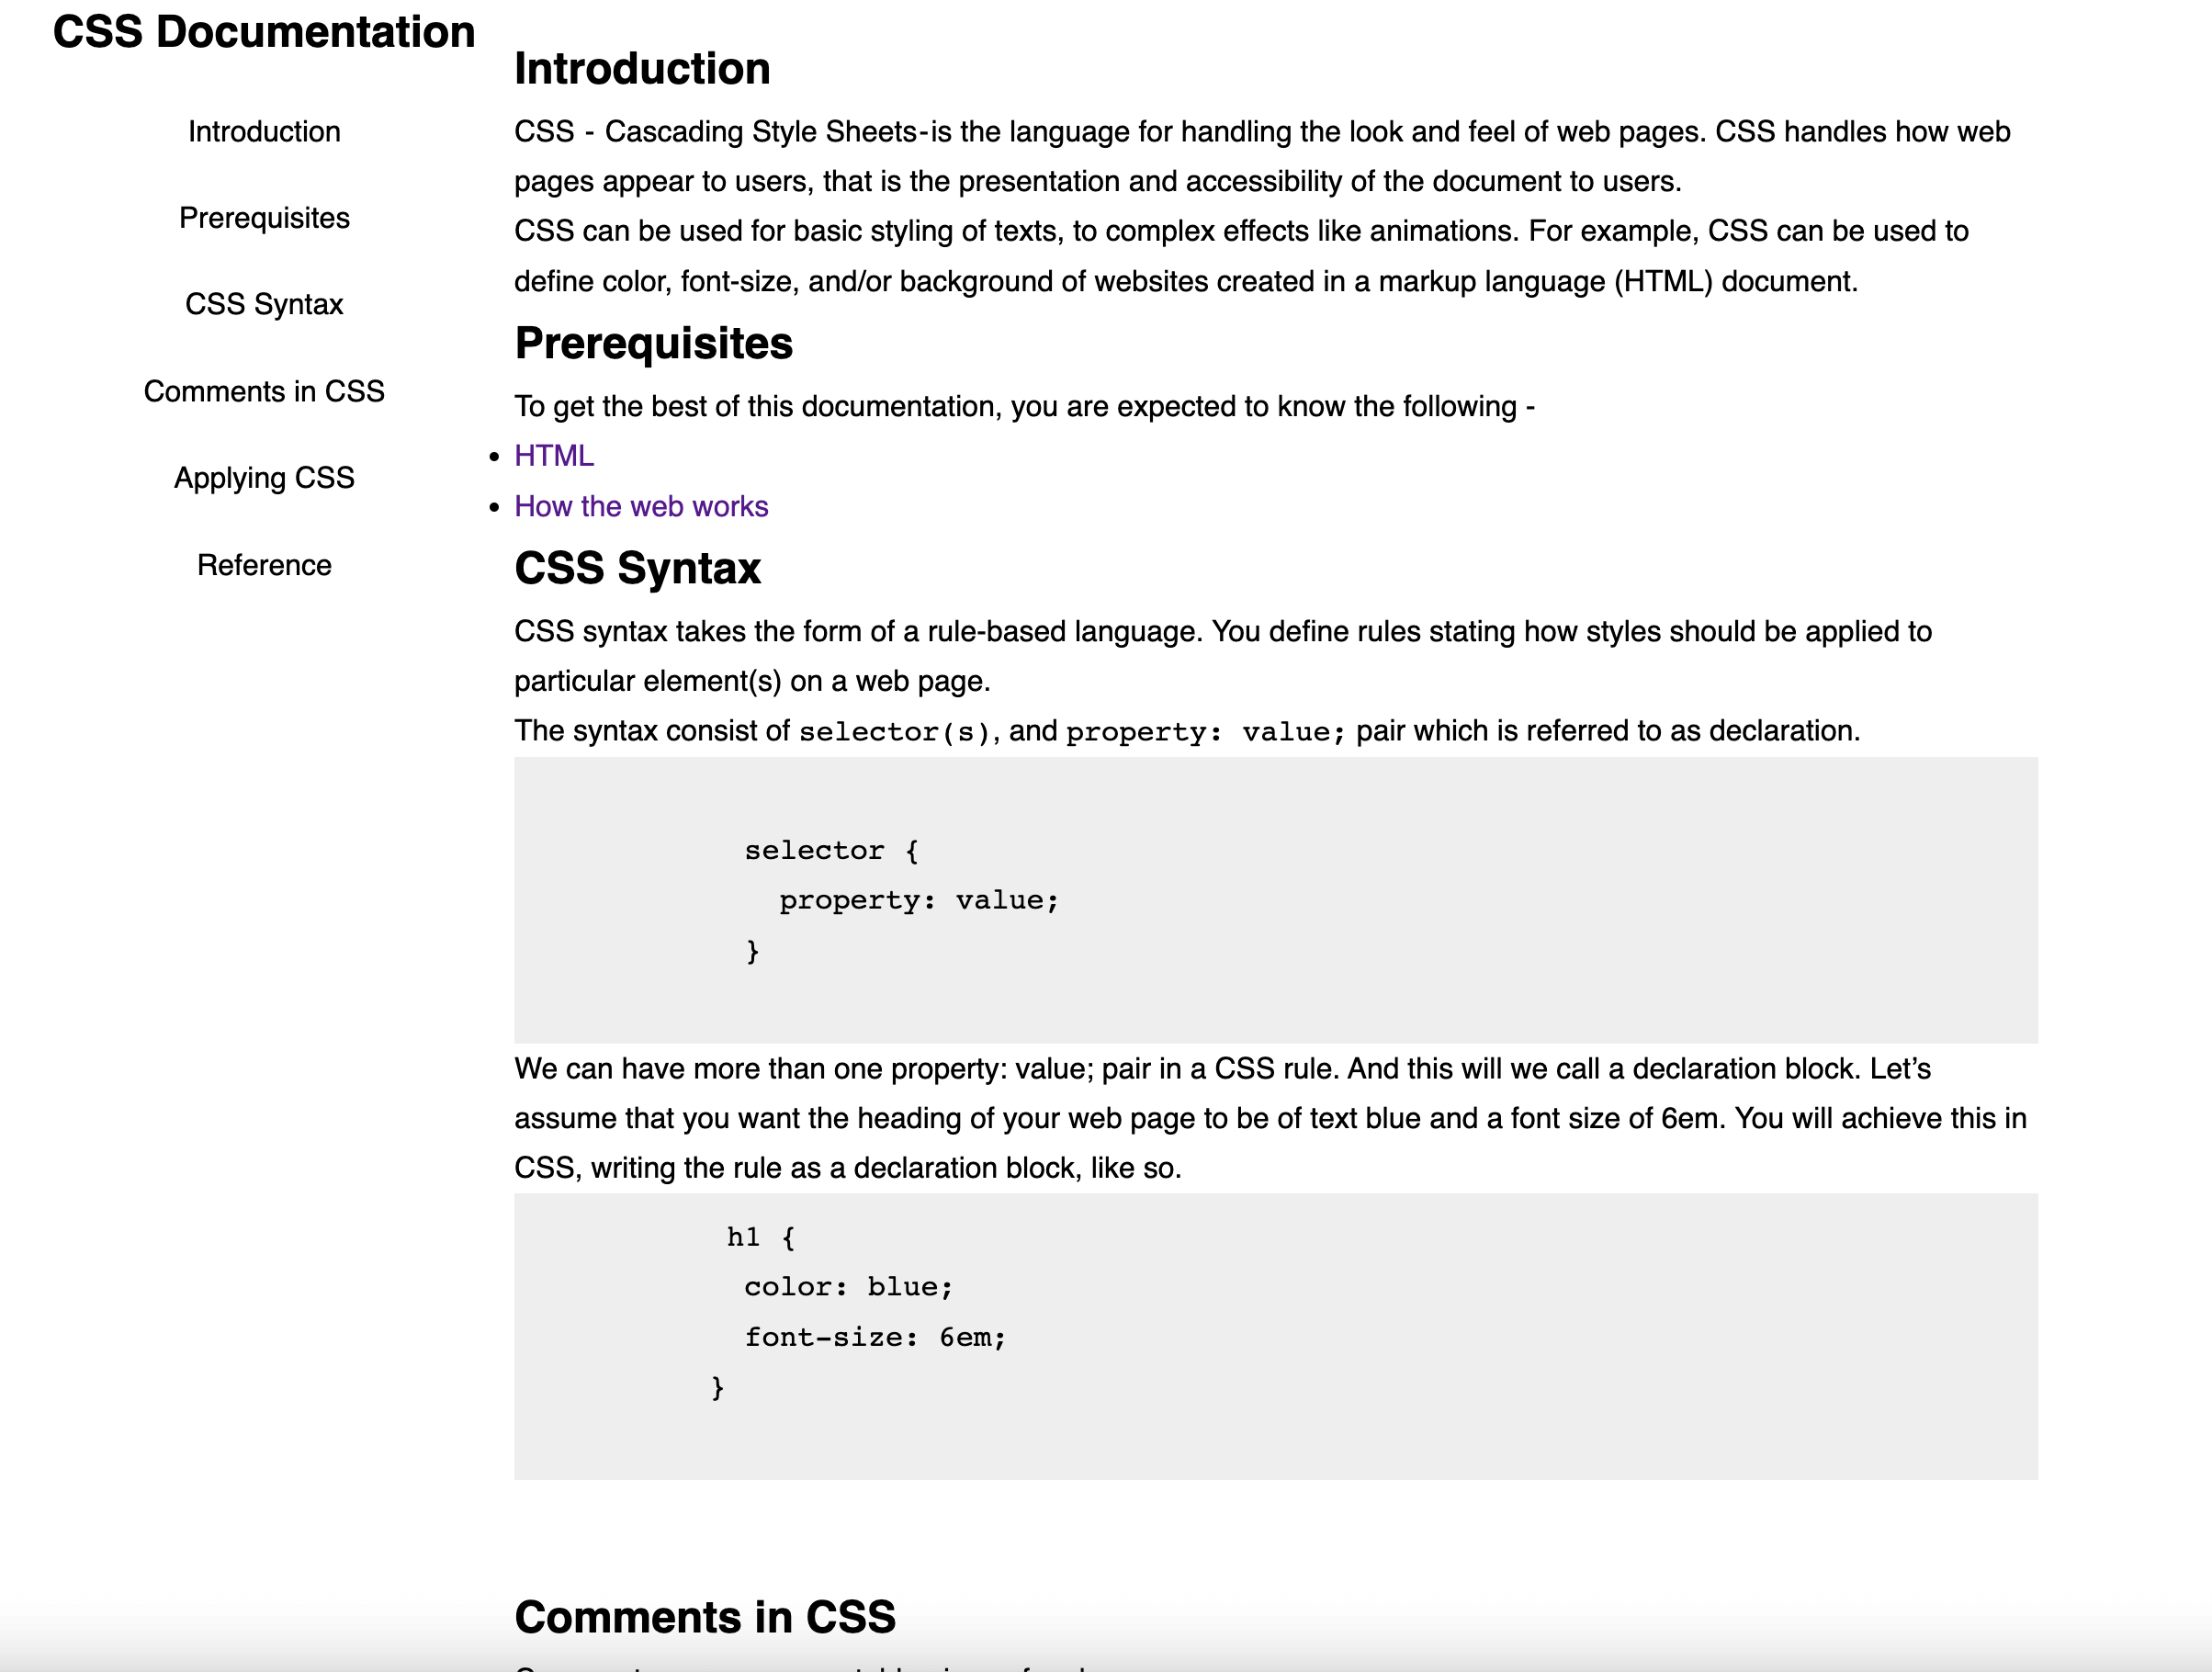 CSS Documentation
Introduction
Prerequisites
CSS Syntax
Comments in CSS
Applying CSS
Reference
Introduction
CSS - Cascading Style Sheets-is the language for handling the look and feel of web pages. CSS handles how web
pages appear to users, that is the presentation and accessibility of the document to users.
CSS can be used for basic styling of texts, to complex effects like animations. For example, CSS can be used to
define color, font-size, and/or background of websites created in a markup language (HTML) document.
Prerequisites
To get the best of this documentation, you are expected to know the following -
• HTML
• How the web works
CSS Syntax
CSS syntax takes the form of a rule-based language. You define rules stating how styles should be applied to
particular element(s) on a web page.
The syntax consist of selector(s), and property: value; pair which is referred to as declaration.
selector {
property: value;
}
We can have more than one property: value; pair in a CSS rule. And this will we call a declaration block. Let’s
assume that you want the heading of your web page to be of text blue and a font size of 6em. You will achieve this in
CSS, writing the rule as a declaration block, like so.
h1 {
color: blue;
font-size: 6em;
}
Comments in CSS